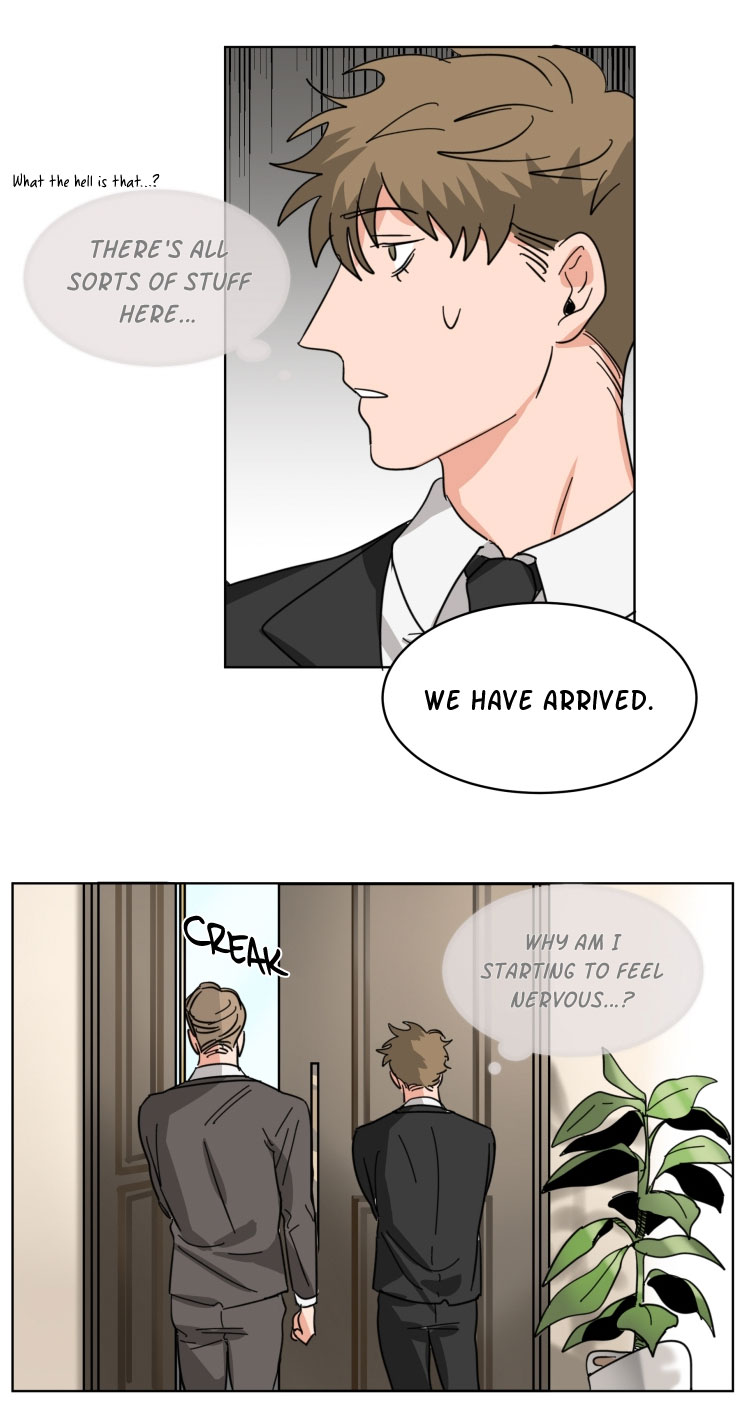 What the hell is that...?
THERE'S ALL
SORTS OF STUFF
HERE...
WE HAVE ARRIVED.
CREAK
WHY AM I
STARTING TO FEEL
NERVOUS...?